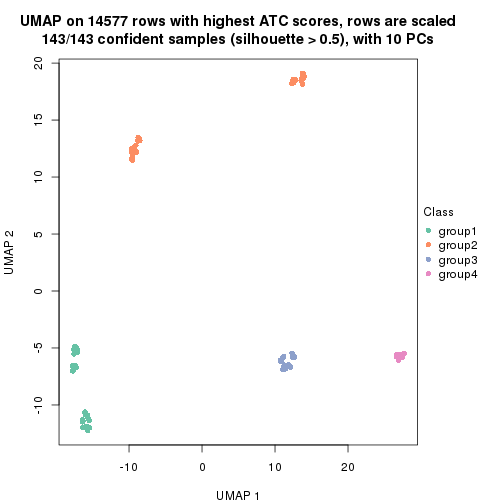 UMAP on 14577 rows with highest ATC scores, rows are scaled
143/143 confident samples (silhouette > 0.5), with 10 PCs
20
15
10
5
0
-5
-10
UMAP 2
-10 0 10 20
UMAP 1
Class
group1
group2
group3
group4